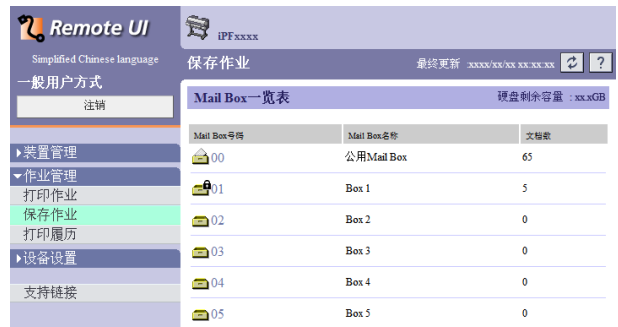 Remote UI
iPFxxxx
Simplified Chinese language
一般用户方式
注销
保存作业
最终更新 :xxxx/xx/xx xx:xx:xx
?
Mail Box一览表
硬盘剩余容量 :xx.xGB
Mail Box号码 Mail Box名称 文档数
00 公用Mail Box 65
01 Box 1 5
02 Box 2 0
03 Box 3 0
04 Box 4 0
05 Box 5 0
装置管理
作业管理
打印作业
保存作业
打印履历
设备设置
支持链接